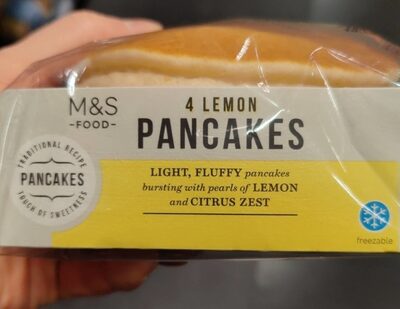 M&S
-FOOD-
4 LEMON
PANCAKES
LIGHT, FLUFFY pancakes
bursting with pearls of LEMON
and CITRUS ZEST
TRADITIONAL RECIPE
PANCAKES
TOUCH OF SWEETNESS
freezable